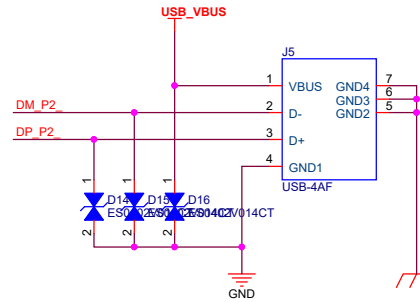 USB_VBUS
J5
1 VBUS GND4 7
GND3 6
DM_P2_ 2 D- GND2 5
DP_P2_ 3 D+
4 GND1
USB-4AF
1 1 1
D14 D15 D16
2 2 2
GND